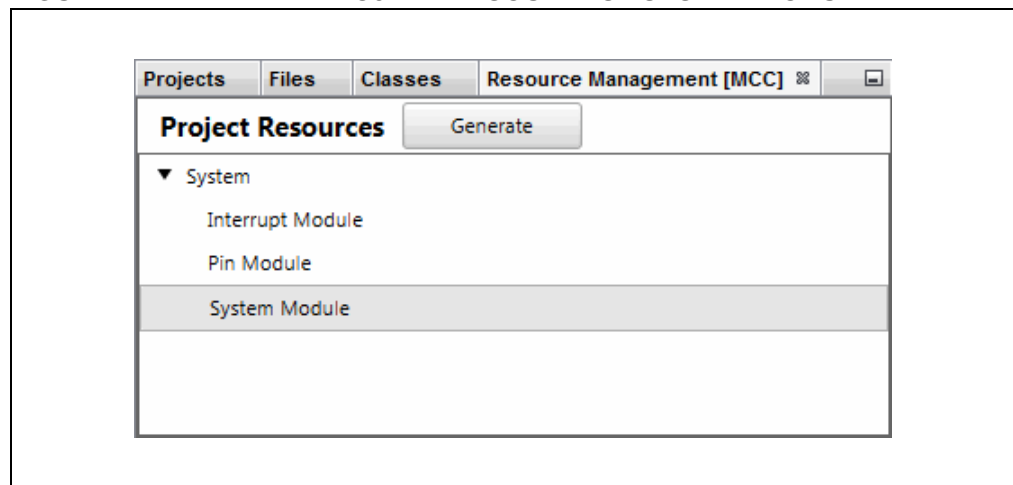 Projects Files Classes Resource Management [MCC]
Project Resources Generate
System
Interrupt Module
Pin Module
System Module